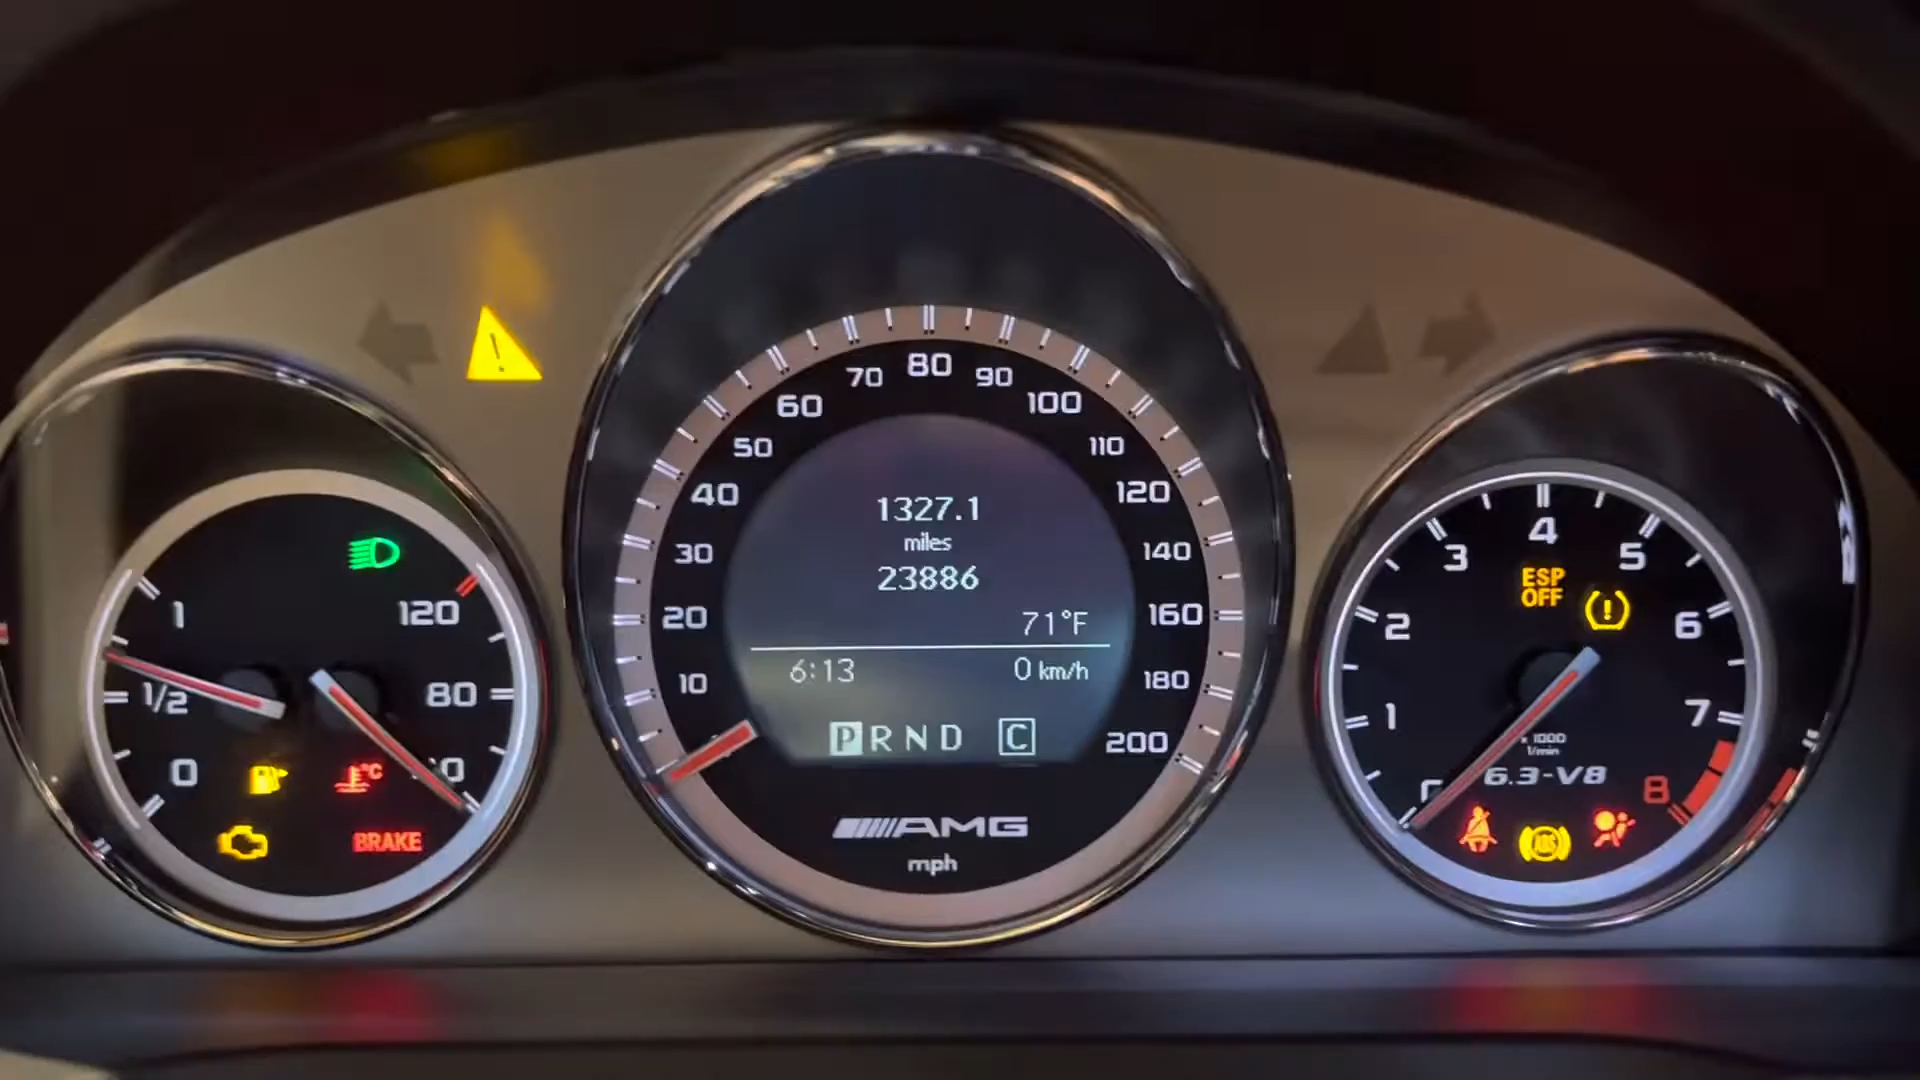 1
1/2
0
120
80
BRAKE
°C
10
20
30
40
50
60
70
80
90
100
110
120
140
160
180
200
1327.1
miles
23886
71°F
6:13
0 km/h
P R N D
C
AMG
mph
1
2
3
4
5
6
7
8
ESP
OFF
x 1000
1/min
6.3-V8
ABS